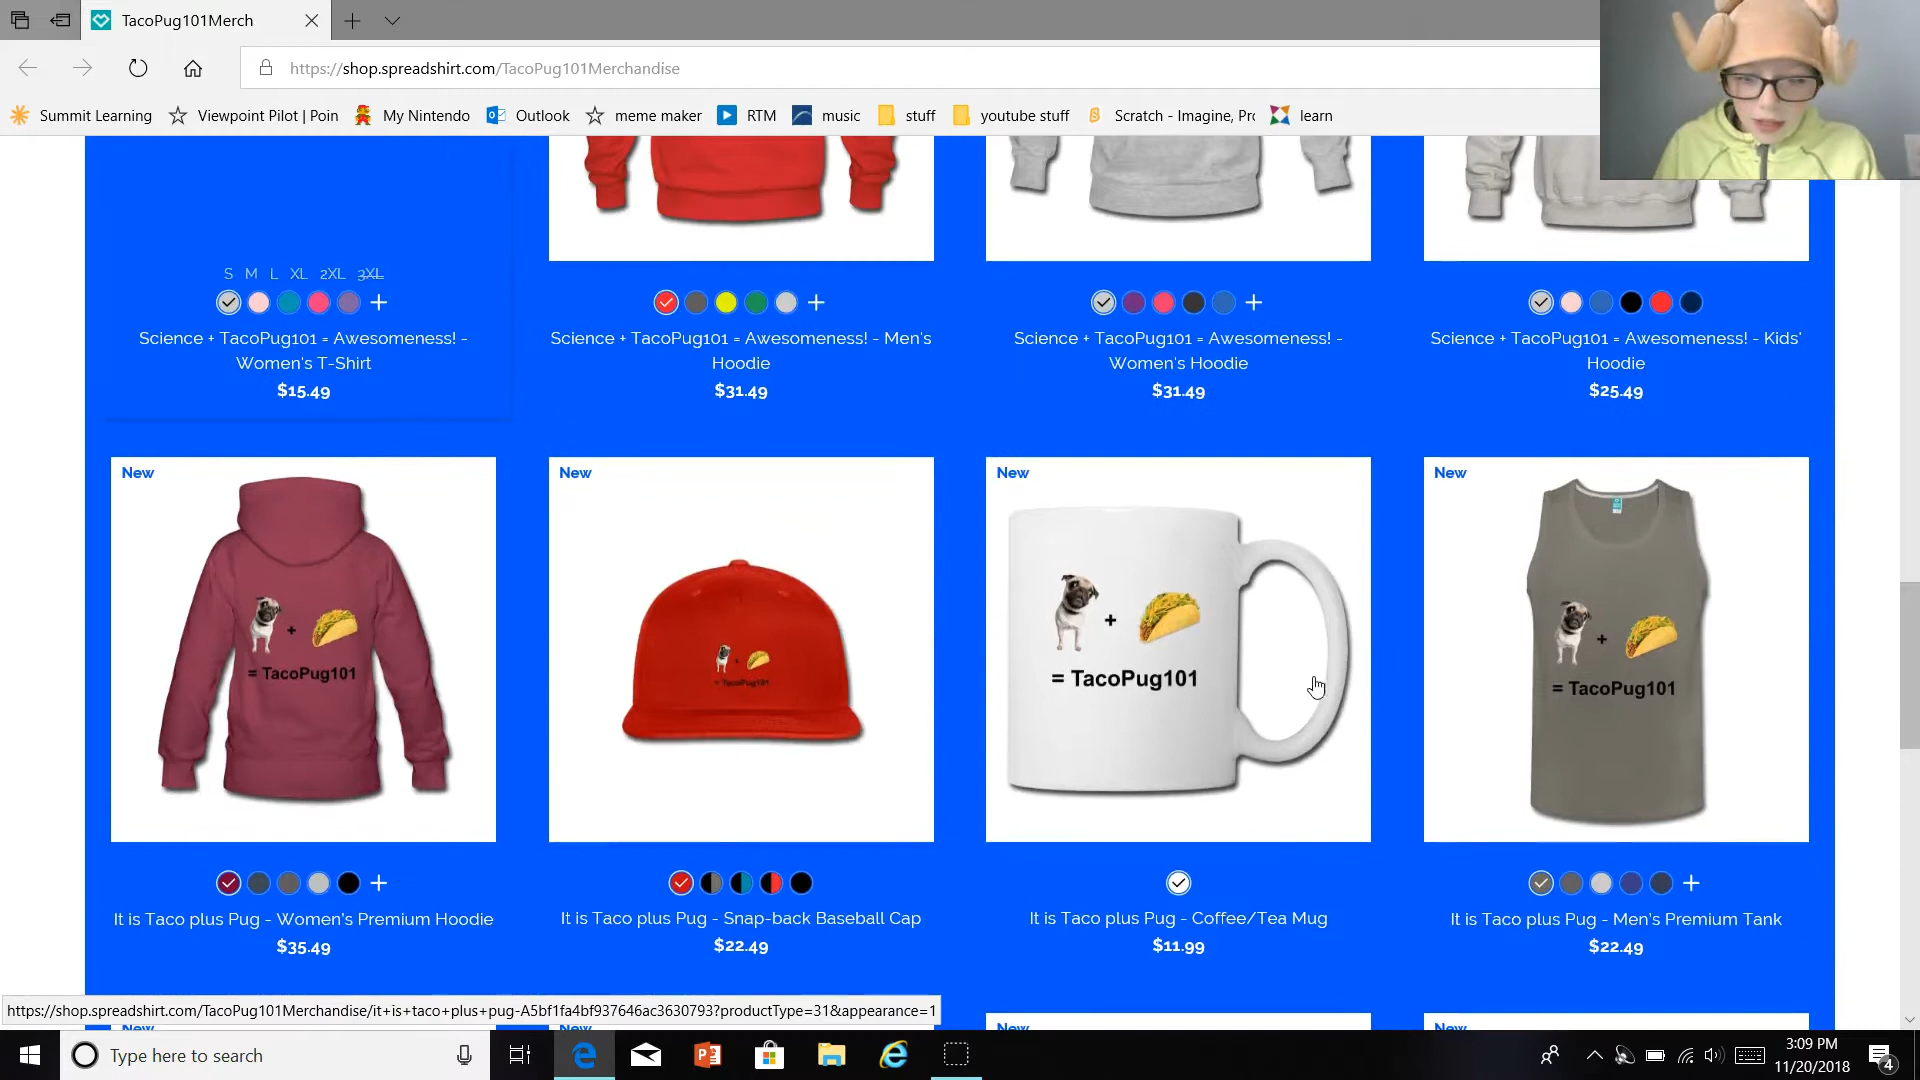 TacoPug101Merch
https://shop.spreadshirt.com/TacoPug101Merchandise
Summit Learning
Viewpoint Pilot | Poin
My Nintendo
Outlook
meme maker
RTM
music
stuff
youtube stuff
Scratch - Imagine, Pro
learn
S M L XL 2XL 3XL
Science + TacoPug101 = Awesomeness! -
Women's T-Shirt
$15.49
Science + TacoPug101 = Awesomeness! - Men's
Hoodie
$31.49
Science + TacoPug101 = Awesomeness! -
Women's Hoodie
$31.49
Science + TacoPug101 = Awesomeness! - Kids'
Hoodie
$25.49
New
+
= TacoPug101
New
+
= TacoPug101
New
+
= TacoPug101
New
+
= TacoPug101
It is Taco plus Pug - Women's Premium Hoodie
$35.49
It is Taco plus Pug - Snap-back Baseball Cap
$22.49
It is Taco plus Pug - Coffee/Tea Mug
$11.99
It is Taco plus Pug - Men's Premium Tank
$22.49
https://shop.spreadshirt.com/TacoPug101Merchandise/it+is+taco+plus+pug-A5bf1fa4bf937646ac3630793?productType=31&appearance=1
New
New
New
New
Type here to search
3:09 PM
11/20/2018
4